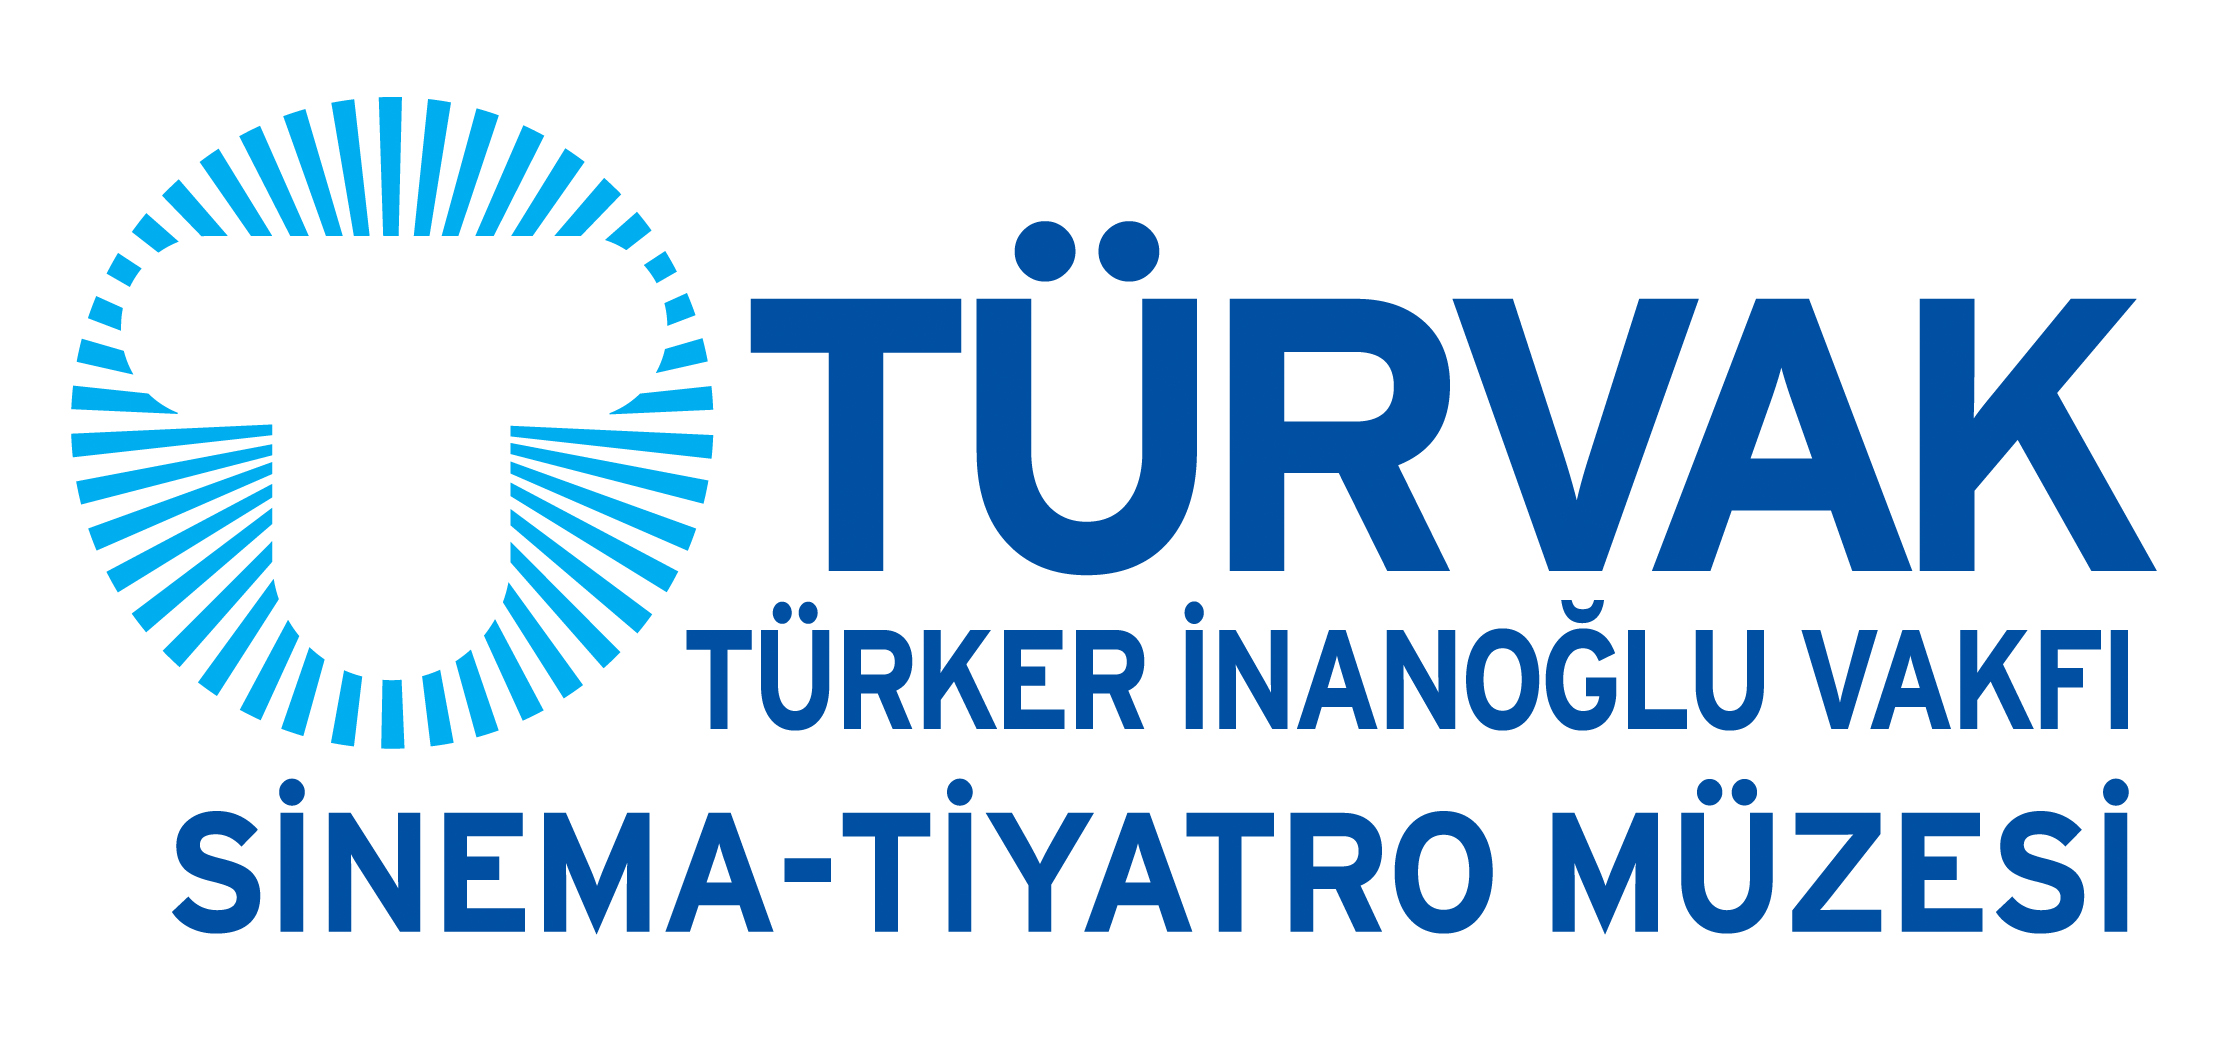 TÜRVAK
TÜRKER İNANOĞLU VAKFI
SİNEMA-TİYATRO MÜZESİ